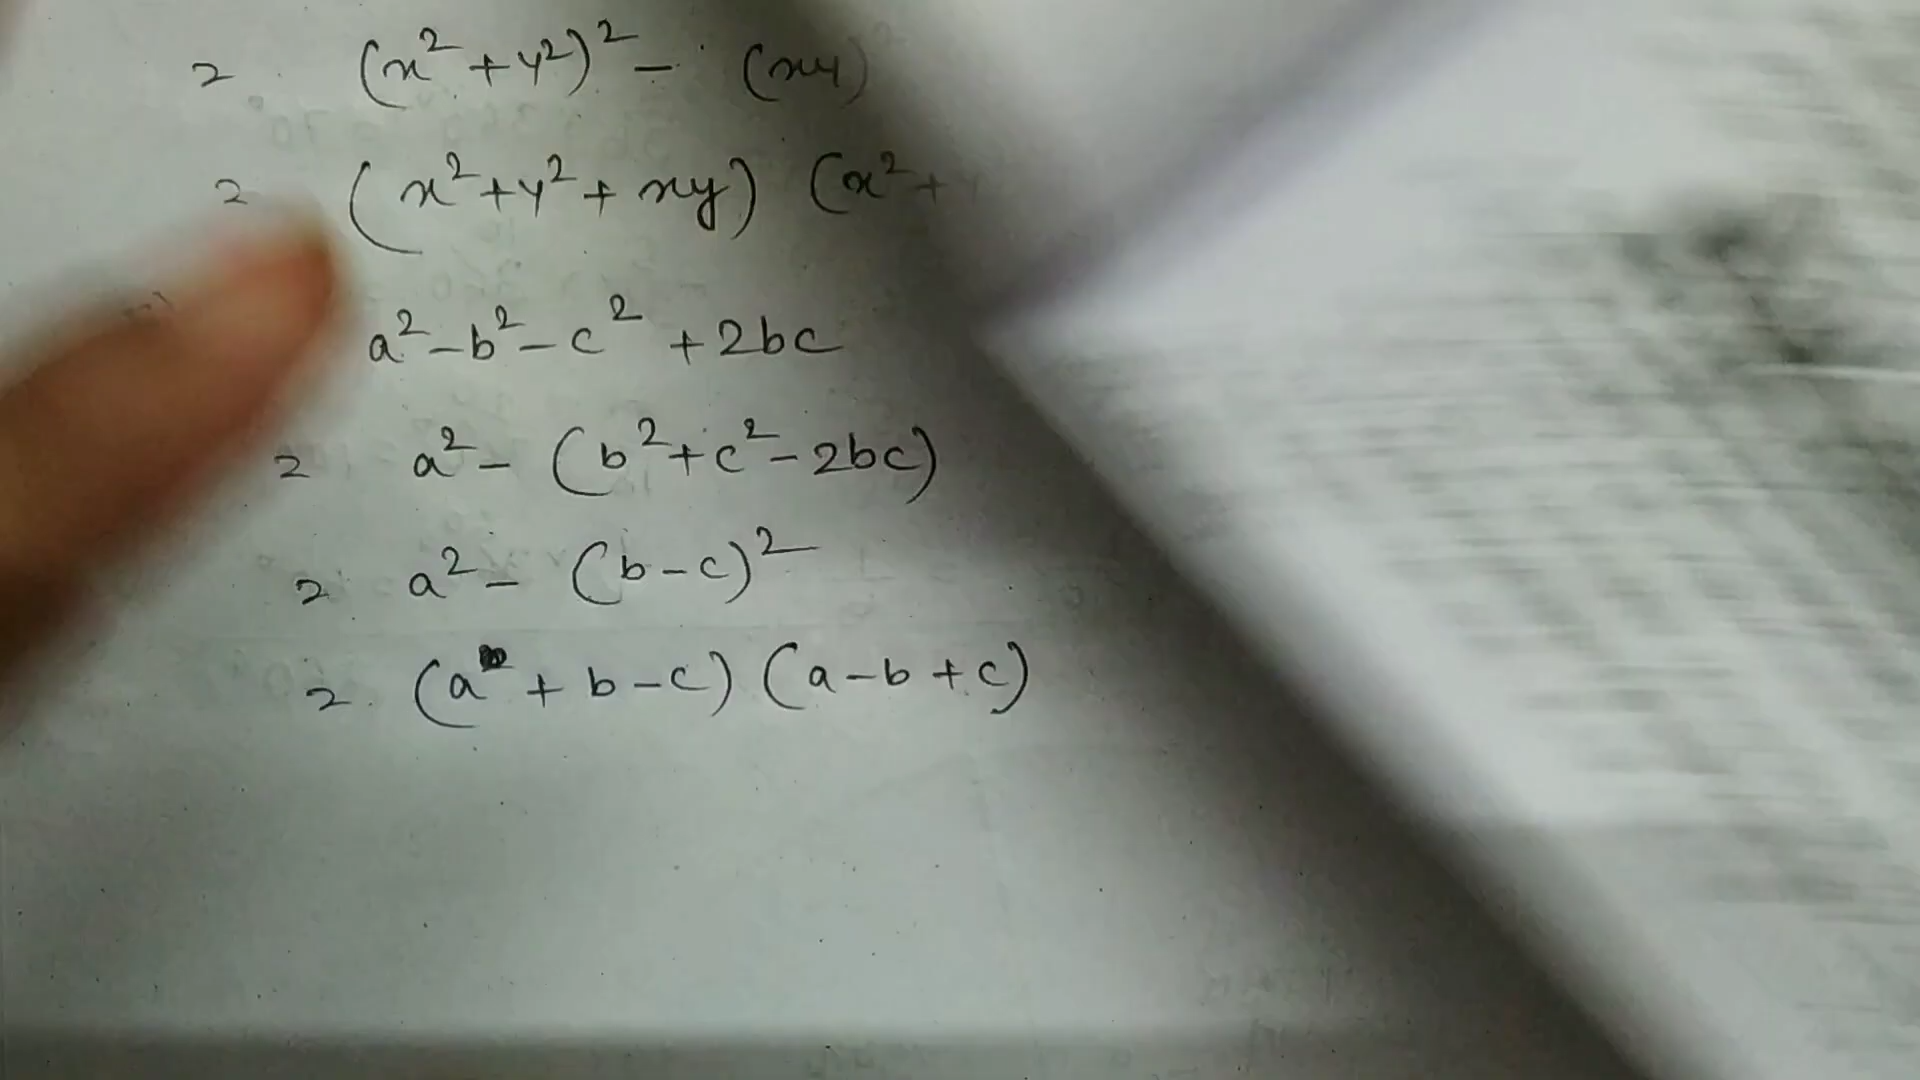 = (x² + y²)² - (xy)
= (x² + y² + xy) (x² +
a² - b² - c² + 2bc
= a² - (b² + c² - 2bc)
= a² - (b - c)²
= (a + b - c) (a - b + c)